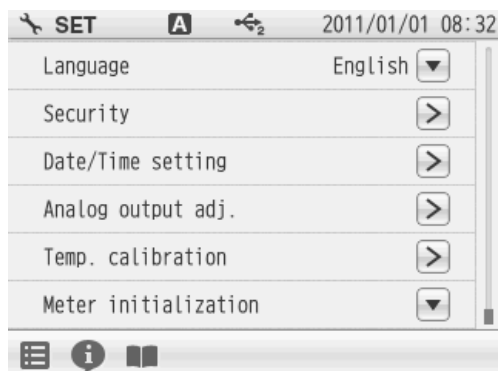 SET A 2 2011/01/01 08:32
Language English
Security
Date/Time setting
Analog output adj.
Temp. calibration
Meter initialization